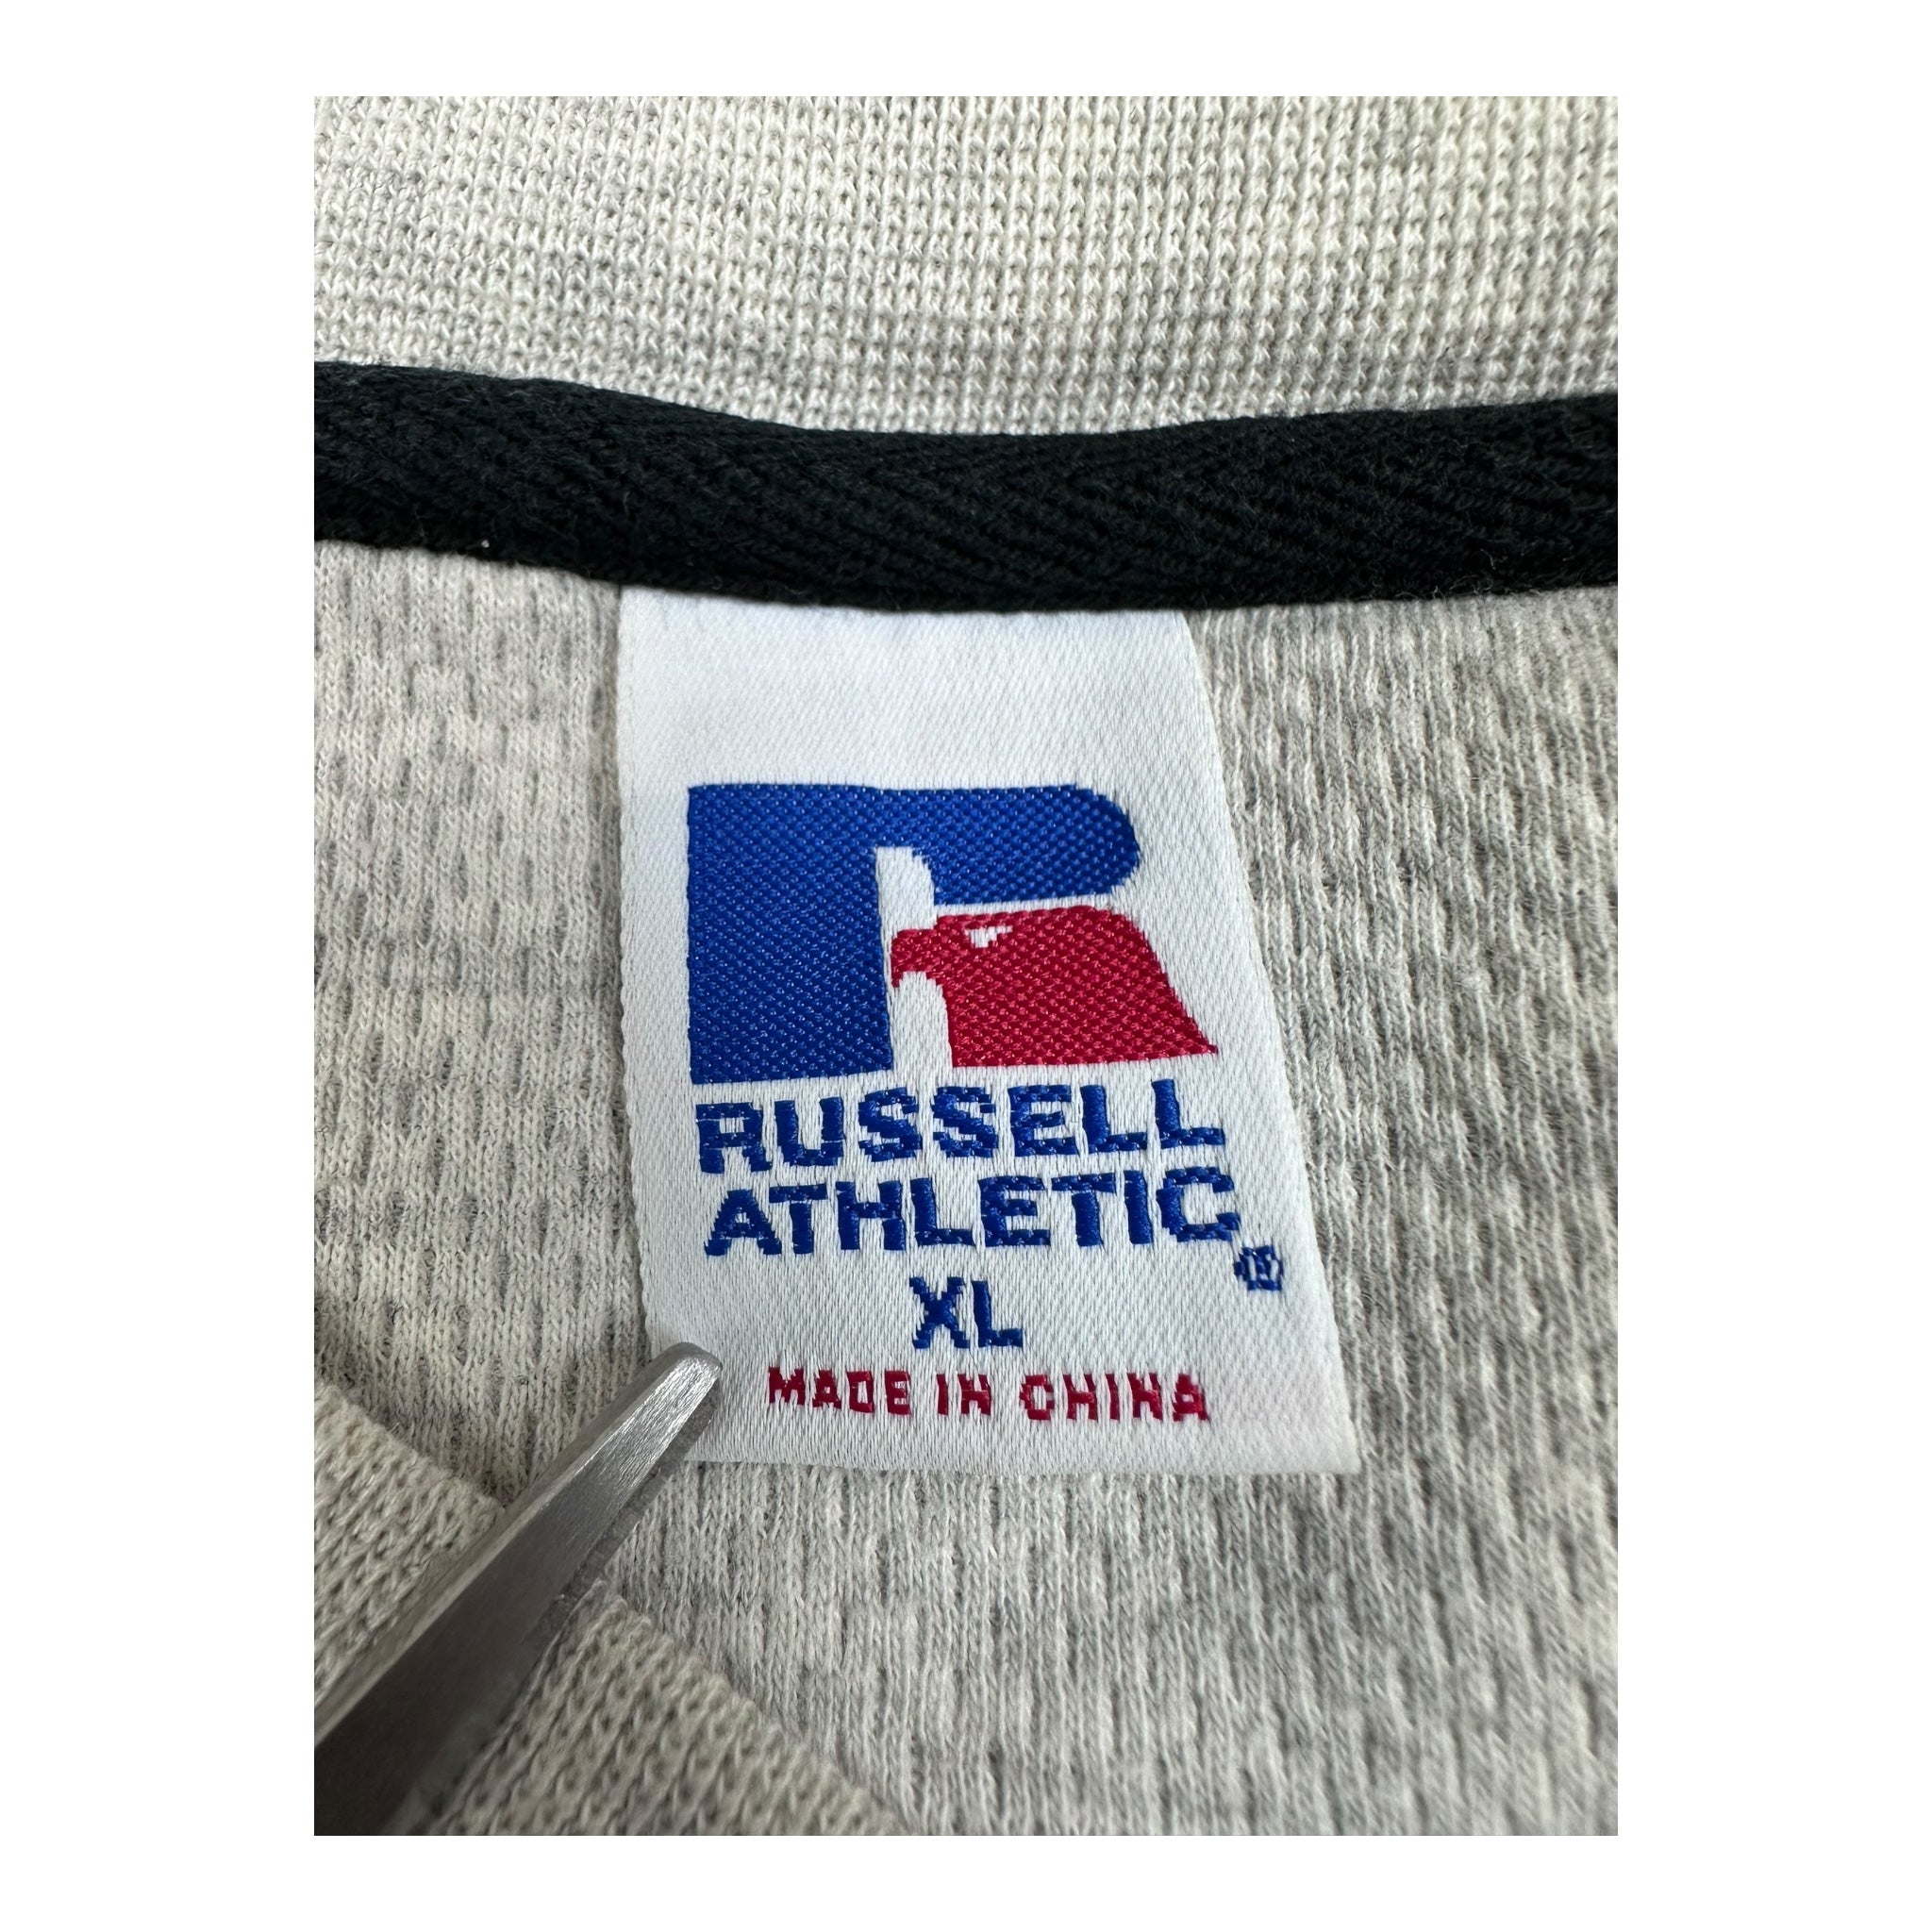 RUSSELL
ATHLETIC®
XL
MADE IN CHINA